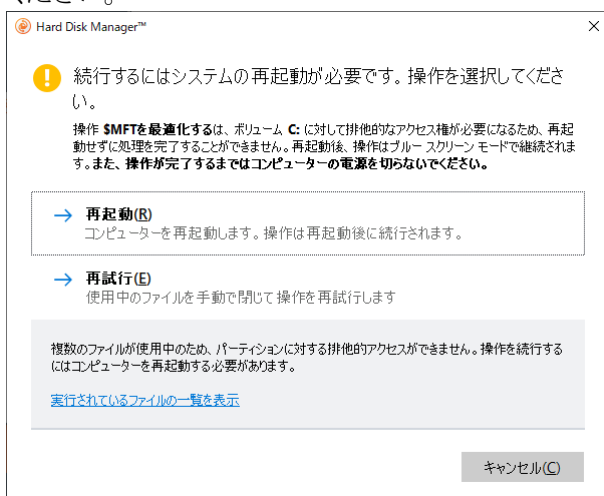 ください。
Hard Disk Manager™
続行するにはシステムの再起動が必要です。操作を選択してくださ
い。
操作 $MFTを最適化するは、ボリューム C: に対して排他的なアクセス権が必要になるため、再起
動せずに処理を完了することができません。再起動後、操作はブルー スクリーン モードで継続されま
す。また、操作が完了するまではコンピューターの電源を切らないでください。
再起動(R)
コンピューターを再起動します。操作は再起動後に続行されます。
再試行(E)
使用中のファイルを手動で閉じて操作を再試行します
複数のファイルが使用中のため、パーティションに対する排他的アクセスができません。操作を続行する
にはコンピューターを再起動する必要があります。
実行されているファイルの一覧を表示
キャンセル(C)